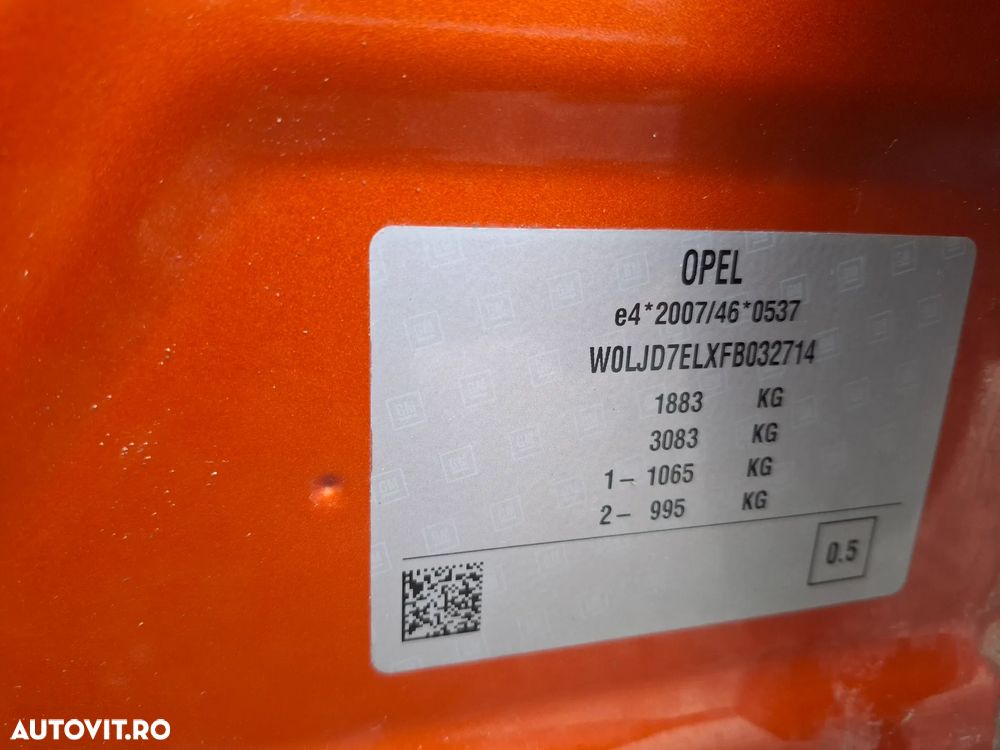 OPEL
e4*2007/46*0537
W0LJD7ELXFB032714
1883 KG
3083 KG
1- 1065 KG
2- 995 KG
0.5
AUTOVIT.RO